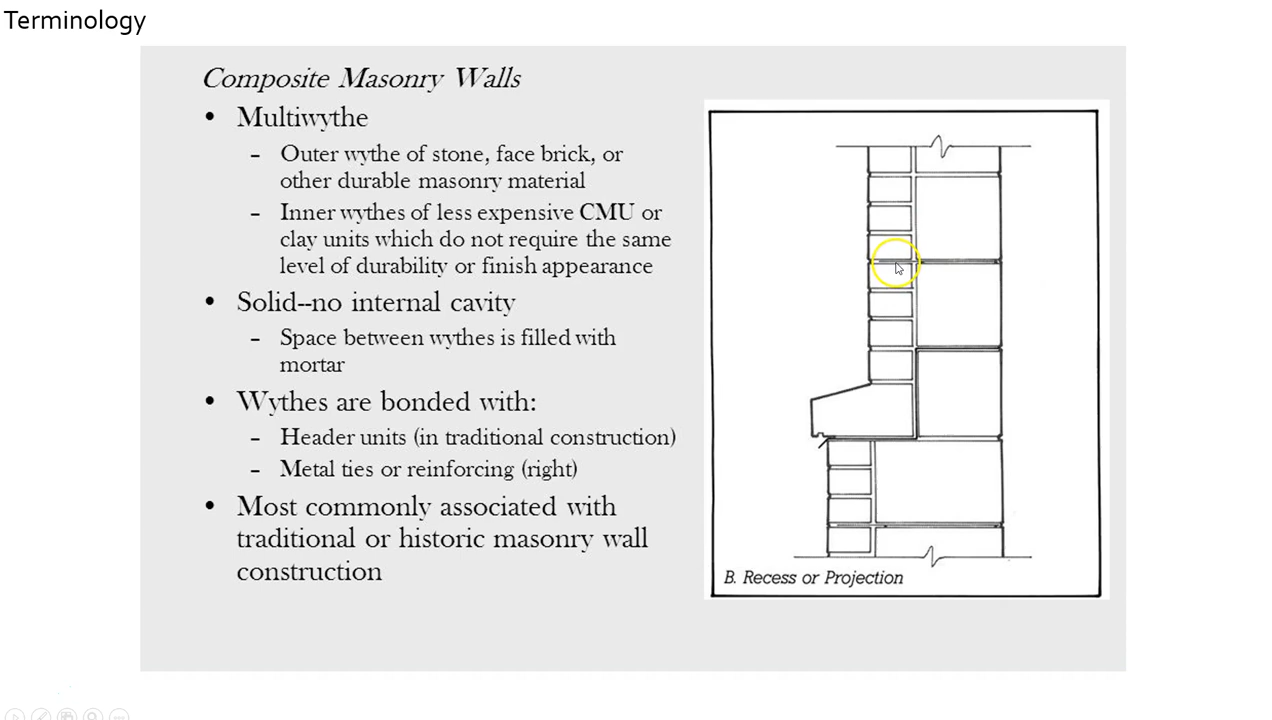 Terminology
Composite Masonry Walls
• Multiwythe
– Outer wythe of stone, face brick, or
other durable masonry material
– Inner wythes of less expensive CMU or
clay units which do not require the same
level of durability or finish appearance
• Solid--no internal cavity
– Space between wythes is filled with
mortar
• Wythes are bonded with:
– Header units (in traditional construction)
– Metal ties or reinforcing (right)
• Most commonly associated with
traditional or historic masonry wall
construction
B. Recess or Projection